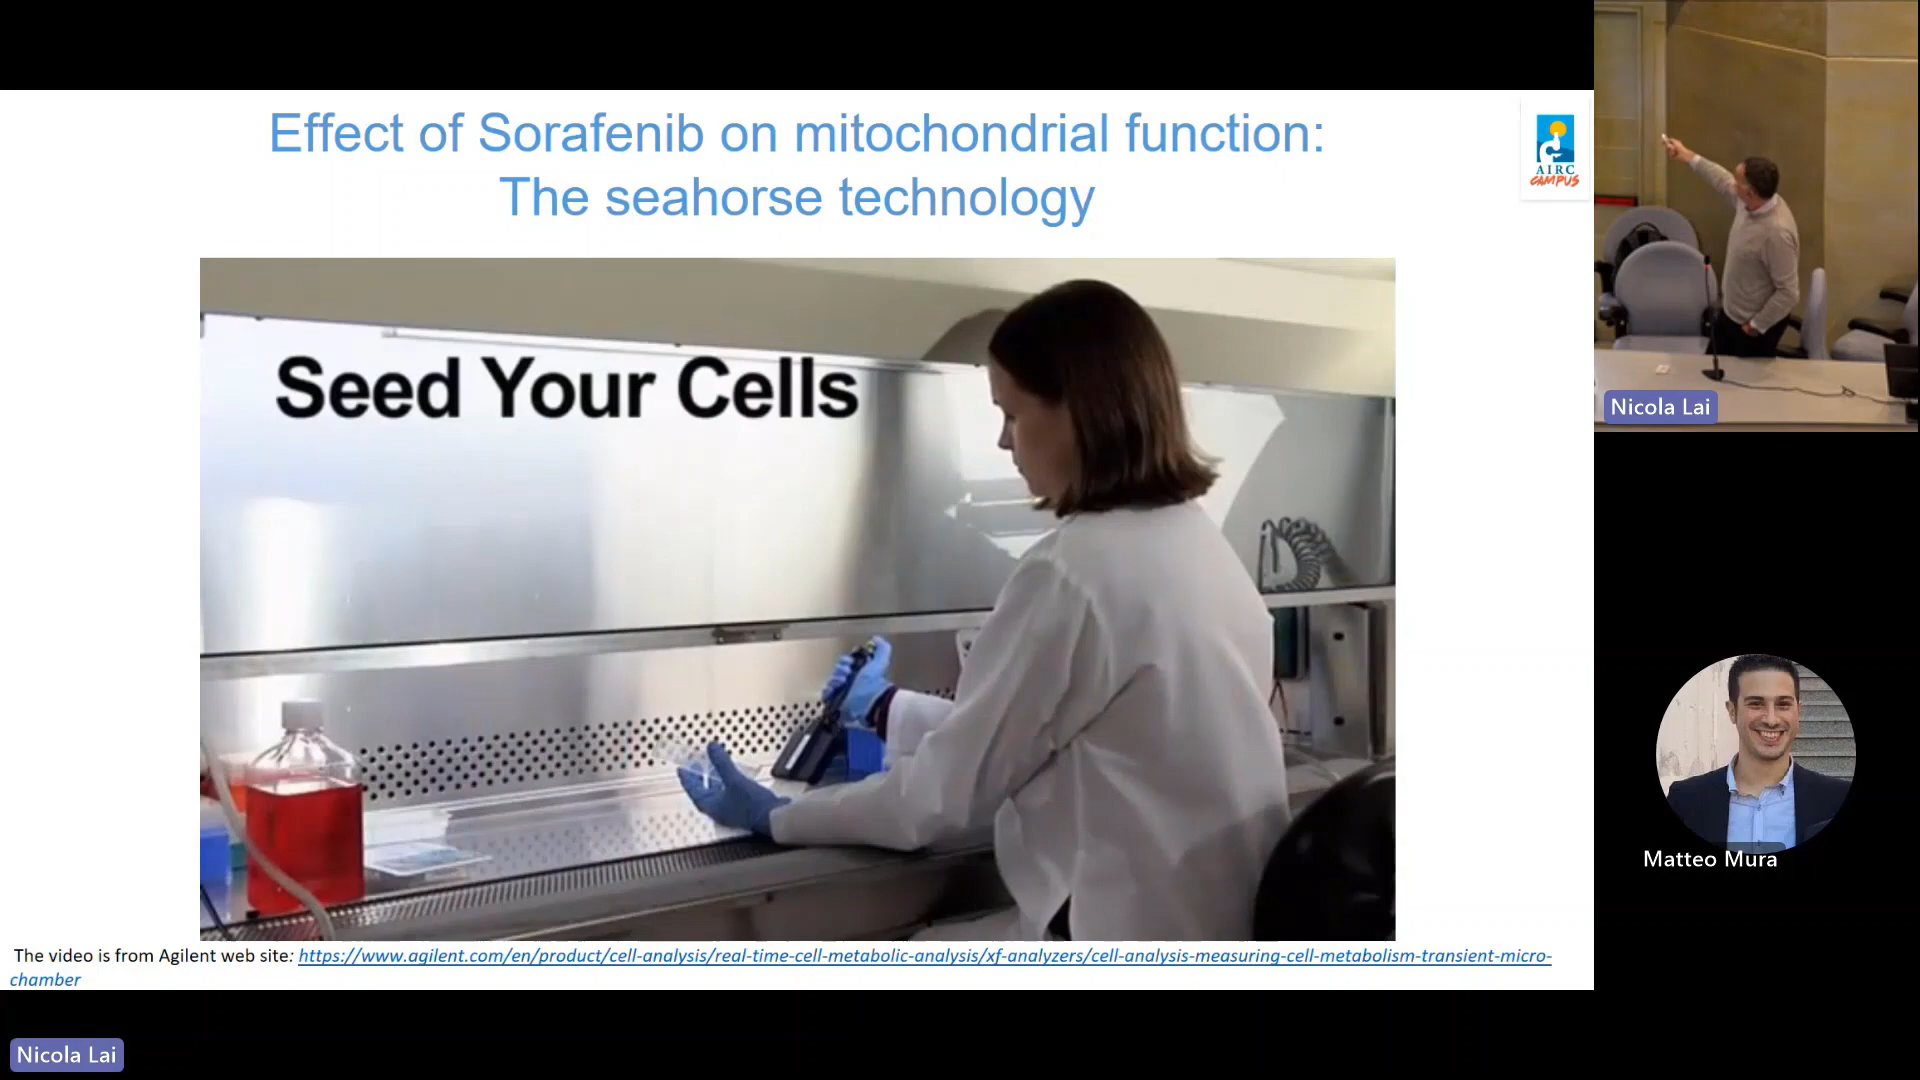 Effect of Sorafenib on mitochondrial function:
The seahorse technology
AIRC
CAMPUS
Seed Your Cells
The video is from Agilent web site: https://www.agilent.com/en/product/cell-analysis/real-time-cell-metabolic-analysis/xf-analyzers/cell-analysis-measuring-cell-metabolism-transient-micro-
chamber
Nicola Lai
Matteo Mura
Nicola Lai